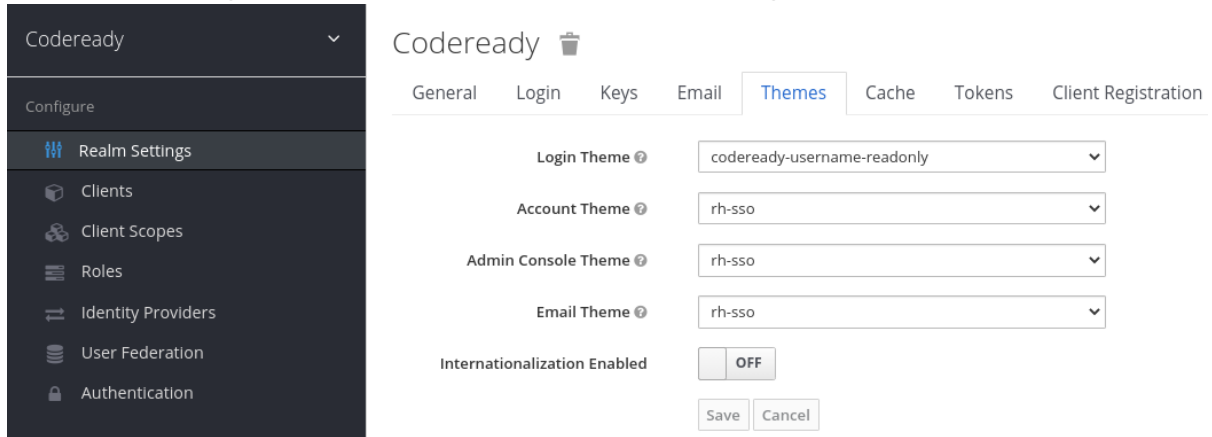 Codeready
Configure
Realm Settings
Clients
Client Scopes
Roles
Identity Providers
User Federation
Authentication
Codeready
General Login Keys Email Themes Cache Tokens Client Registration
Login Theme codeready-username-readonly
Account Theme rh-sso
Admin Console Theme rh-sso
Email Theme rh-sso
Internationalization Enabled OFF
Save Cancel